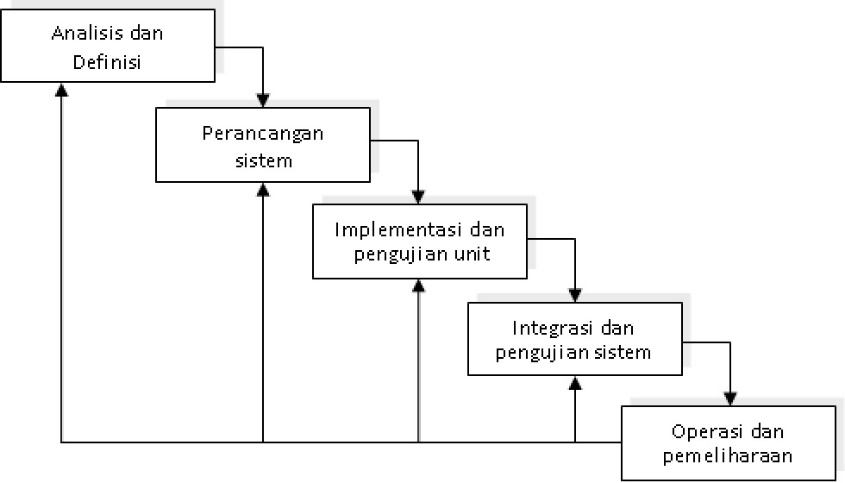 Analisis dan
Definisi
Perancangan
sistem
Implementasi dan
pengujian unit
Integrasi dan
pengujian sistem
Operasi dan
pemeliharaan